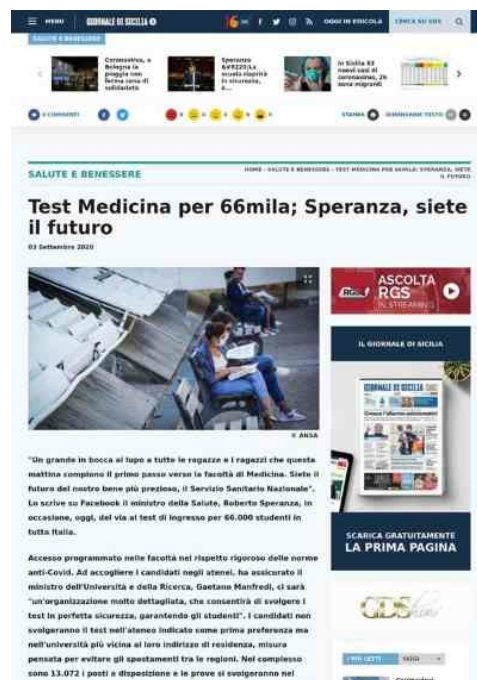 MENU
GIORNALE DI SICILIA
OGGI IN EDICOLA
CERCA SU GDS
SALUTE E BENESSERE
Coronavirus, a
Bologna la
pioggia non
ferma cena di
solidarietà
Speranza
&#8220;La
scuola riaprirà
in sicurezza,
e...
In Sicilia 83
nuovi casi di
coronavirus, 26
sono migranti
0 COMMENTI
STAMPA
DIMENSIONE TESTO
SALUTE E BENESSERE
HOME › SALUTE E BENESSERE › TEST MEDICINA PER 66MILA; SPERANZA, SIETE
IL FUTURO
Test Medicina per 66mila; Speranza, siete
il futuro
03 Settembre 2020
© ANSA
"Un grande in bocca al lupo a tutte le ragazze e i ragazzi che questa
mattina compiono il primo passo verso la facoltà di Medicina. Siete il
futuro del nostro bene più prezioso, il Servizio Sanitario Nazionale".
Lo scrive su Facebook il ministro della Salute, Roberto Speranza, in
occasione, oggi, del via ai test di ingresso per 66.000 studenti in
tutta Italia.
Accesso programmato nelle facoltà nel rispetto rigoroso delle norme
anti-Covid. Ad accogliere i candidati negli atenei, ha assicurato il
ministro dell'Università e della Ricerca, Gaetano Manfredi, ci sarà
"un'organizzazione molto dettagliata, che consentirà di svolgere i
test in perfetta sicurezza, garantendo gli studenti". I candidati non
svolgeranno il test nell'ateneo indicato come prima preferenza ma
nell'università più vicina al loro indirizzo di residenza, misura
pensata per evitare gli spostamenti tra le regioni. Nel complesso
sono 13.072 i posti a disposizione e le prove si svolgeranno nel
ASCOLTA
RGS
IN STREAMING
IL GIORNALE DI SICILIA
GIORNALE DI SICILIA
SCARICA GRATUITAMENTE
LA PRIMA PAGINA
GDS
I PIÙ LETTI
OGGI
Coronavirus,